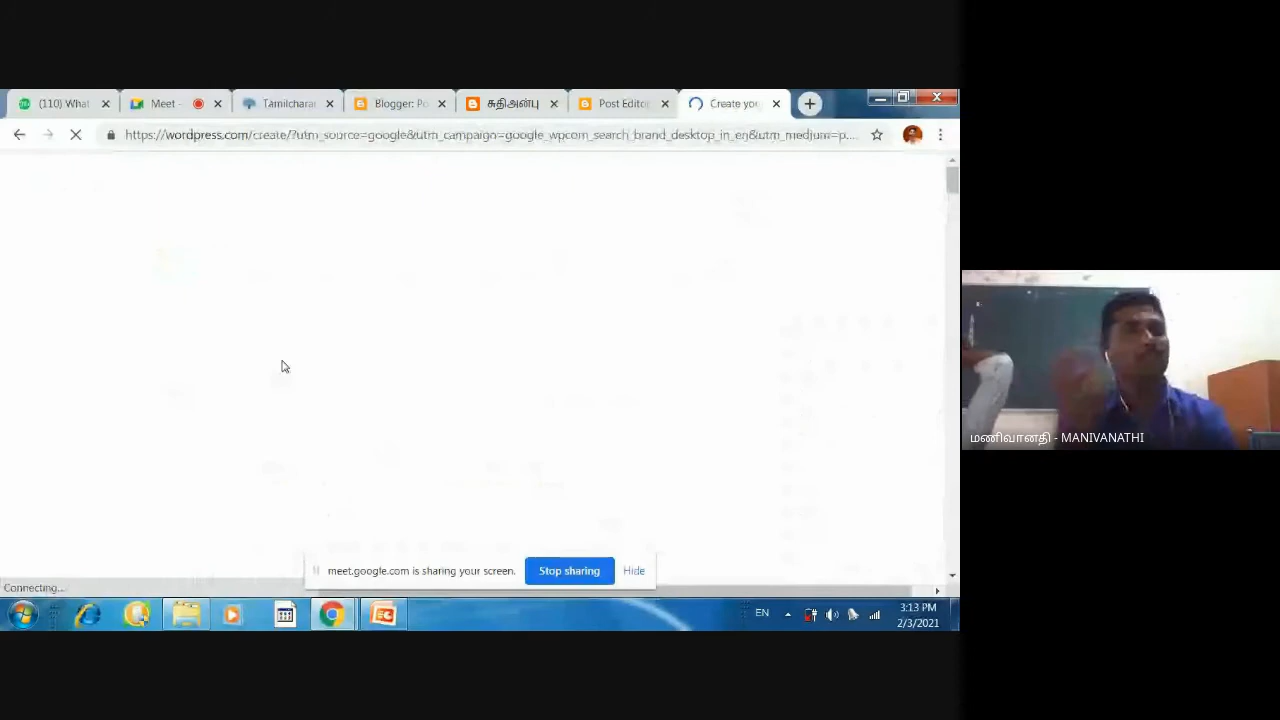 (110) What
Meet -
Tamilchara
Blogger: Po
சுதிஅன்பு
Post Editor
Create you
https://wordpress.com/create/?utm_source=google&utm_campaign=google_wpcom_search_brand_desktop_in_en&utm_medium=p....
மணிவானதி - MANIVANATHI
meet.google.com is sharing your screen.
Stop sharing
Hide
Connecting...
EN
3:13 PM
2/3/2021